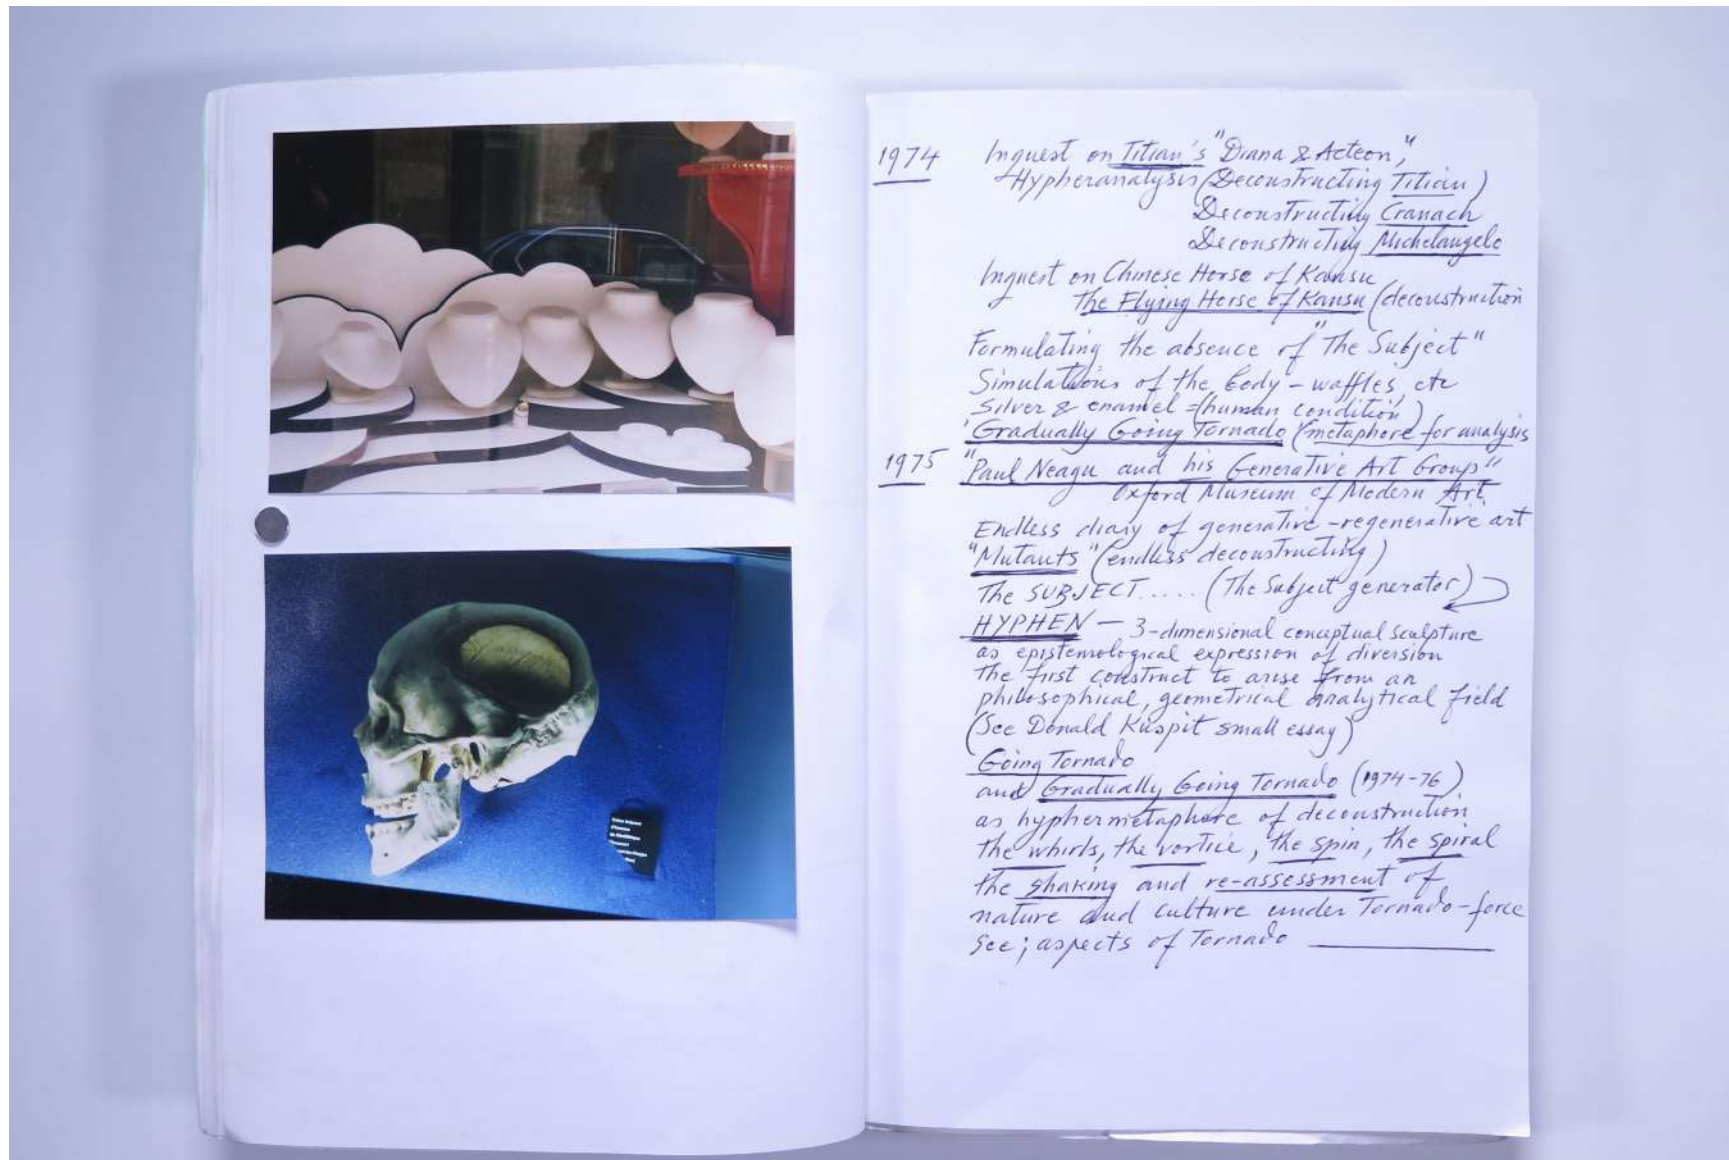 1974 Inquest on Titian's "Diana & Acteon,"
Hypheranalysis (Deconstructing Titian)
Deconstructing Cranach
Deconstructing Michelangelo
Inquest on Chinese Horse of Kansu
The Flying Horse of Kansu (deconstruction
Formulating the absence of "The Subject"
Simulations of the body - waffles, etc
Silver & enamel = (human condition)
'Gradually Going Tornado (metaphore for analysis
1975 "Paul Neagu and his Generative Art Group"
Oxford Museum of Modern Art
Endless diary of generative-regenerative art
"Mutants" (endless deconstructing)
The SUBJECT..... (The Subject generator)
HYPHEN — 3-dimensional conceptual sculpture
as epistemological expression of diversion
the first construct to arise from an
philosophical, geometrical analytical field
(See Donald Kuspit small essay)
Going Tornado
and Gradually Going Tornado (1974-76)
as hyphermetaphore of deconstruction
the whirls, the vortice, the spin, the spiral
the shaking and re-assessment of
nature and culture under Tornado-force
See; aspects of Tornado